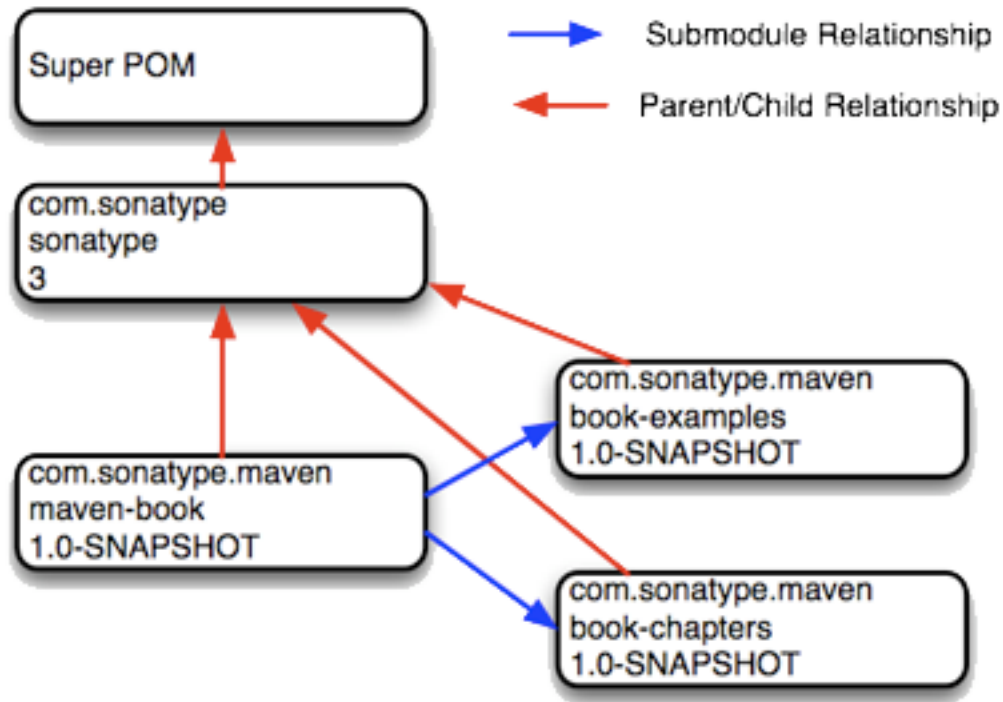 Super POM
Submodule Relationship
Parent/Child Relationship
com.sonatype
sonatype
3
com.sonatype.maven
book-examples
1.0-SNAPSHOT
com.sonatype.maven
maven-book
1.0-SNAPSHOT
com.sonatype.maven
book-chapters
1.0-SNAPSHOT